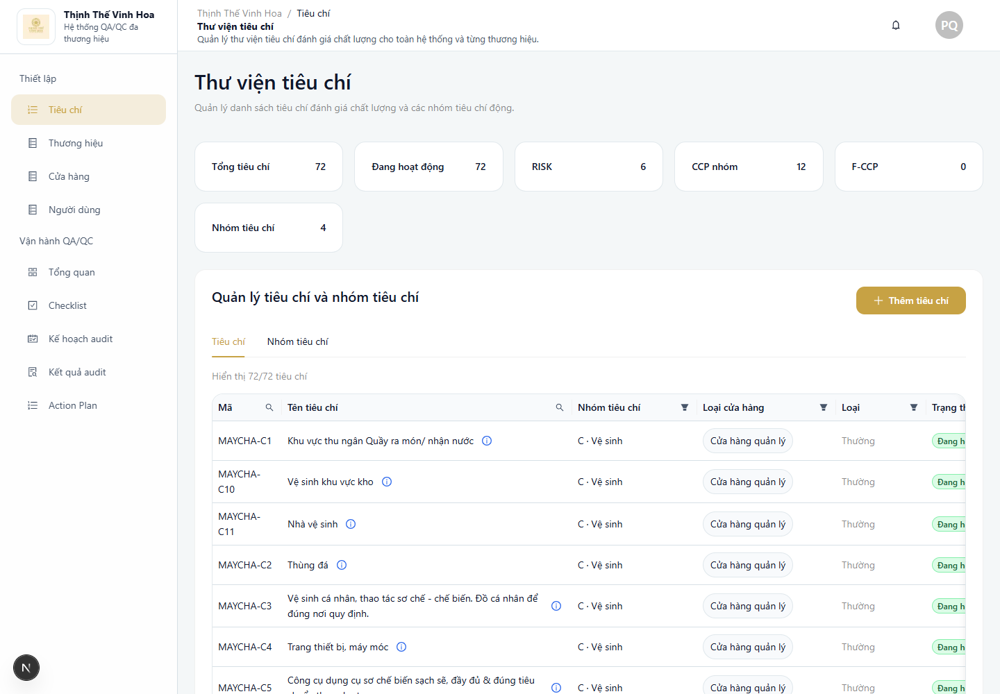 Thịnh Thế Vinh Hoa
Hệ thống QA/QC đa
thương hiệu
Thiết lập
Tiêu chí
Thương hiệu
Cửa hàng
Người dùng
Vận hành QA/QC
Tổng quan
Checklist
Kế hoạch audit
Kết quả audit
Action Plan
N
Thịnh Thế Vinh Hoa / Tiêu chí
Thư viện tiêu chí
Quản lý thư viện tiêu chí đánh giá chất lượng cho toàn hệ thống và từng thương hiệu.
PQ
Thư viện tiêu chí
Quản lý danh sách tiêu chí đánh giá chất lượng và các nhóm tiêu chí động.
Tổng tiêu chí 72
Đang hoạt động 72
RISK 6
CCP nhóm 12
F-CCP 0
Nhóm tiêu chí 4
Quản lý tiêu chí và nhóm tiêu chí
Thêm tiêu chí
Tiêu chí Nhóm tiêu chí
Hiển thị 72/72 tiêu chí
Mã Tên tiêu chí Nhóm tiêu chí Loại cửa hàng Loại Trạng th
MAYCHA-C1 Khu vực thu ngân Quầy ra món/ nhận nước C · Vệ sinh Cửa hàng quản lý Thường Đang h
MAYCHA-
C10 Vệ sinh khu vực kho C · Vệ sinh Cửa hàng quản lý Thường Đang h
MAYCHA-
C11 Nhà vệ sinh C · Vệ sinh Cửa hàng quản lý Thường Đang h
MAYCHA-C2 Thùng đá C · Vệ sinh Cửa hàng quản lý Thường Đang h
MAYCHA-C3 Vệ sinh cá nhân, thao tác sơ chế - chế biến. Đồ cá nhân để
đúng nơi quy định. C · Vệ sinh Cửa hàng quản lý Thường Đang h
MAYCHA-C4 Trang thiết bị, máy móc C · Vệ sinh Cửa hàng quản lý Thường Đang h
MAYCHA-C5 Công cụ dụng cụ sơ chế biến sạch sẽ, đầy đủ & đúng tiêu
C · Vệ sinh Cửa hàng quản lý Thường Đang h